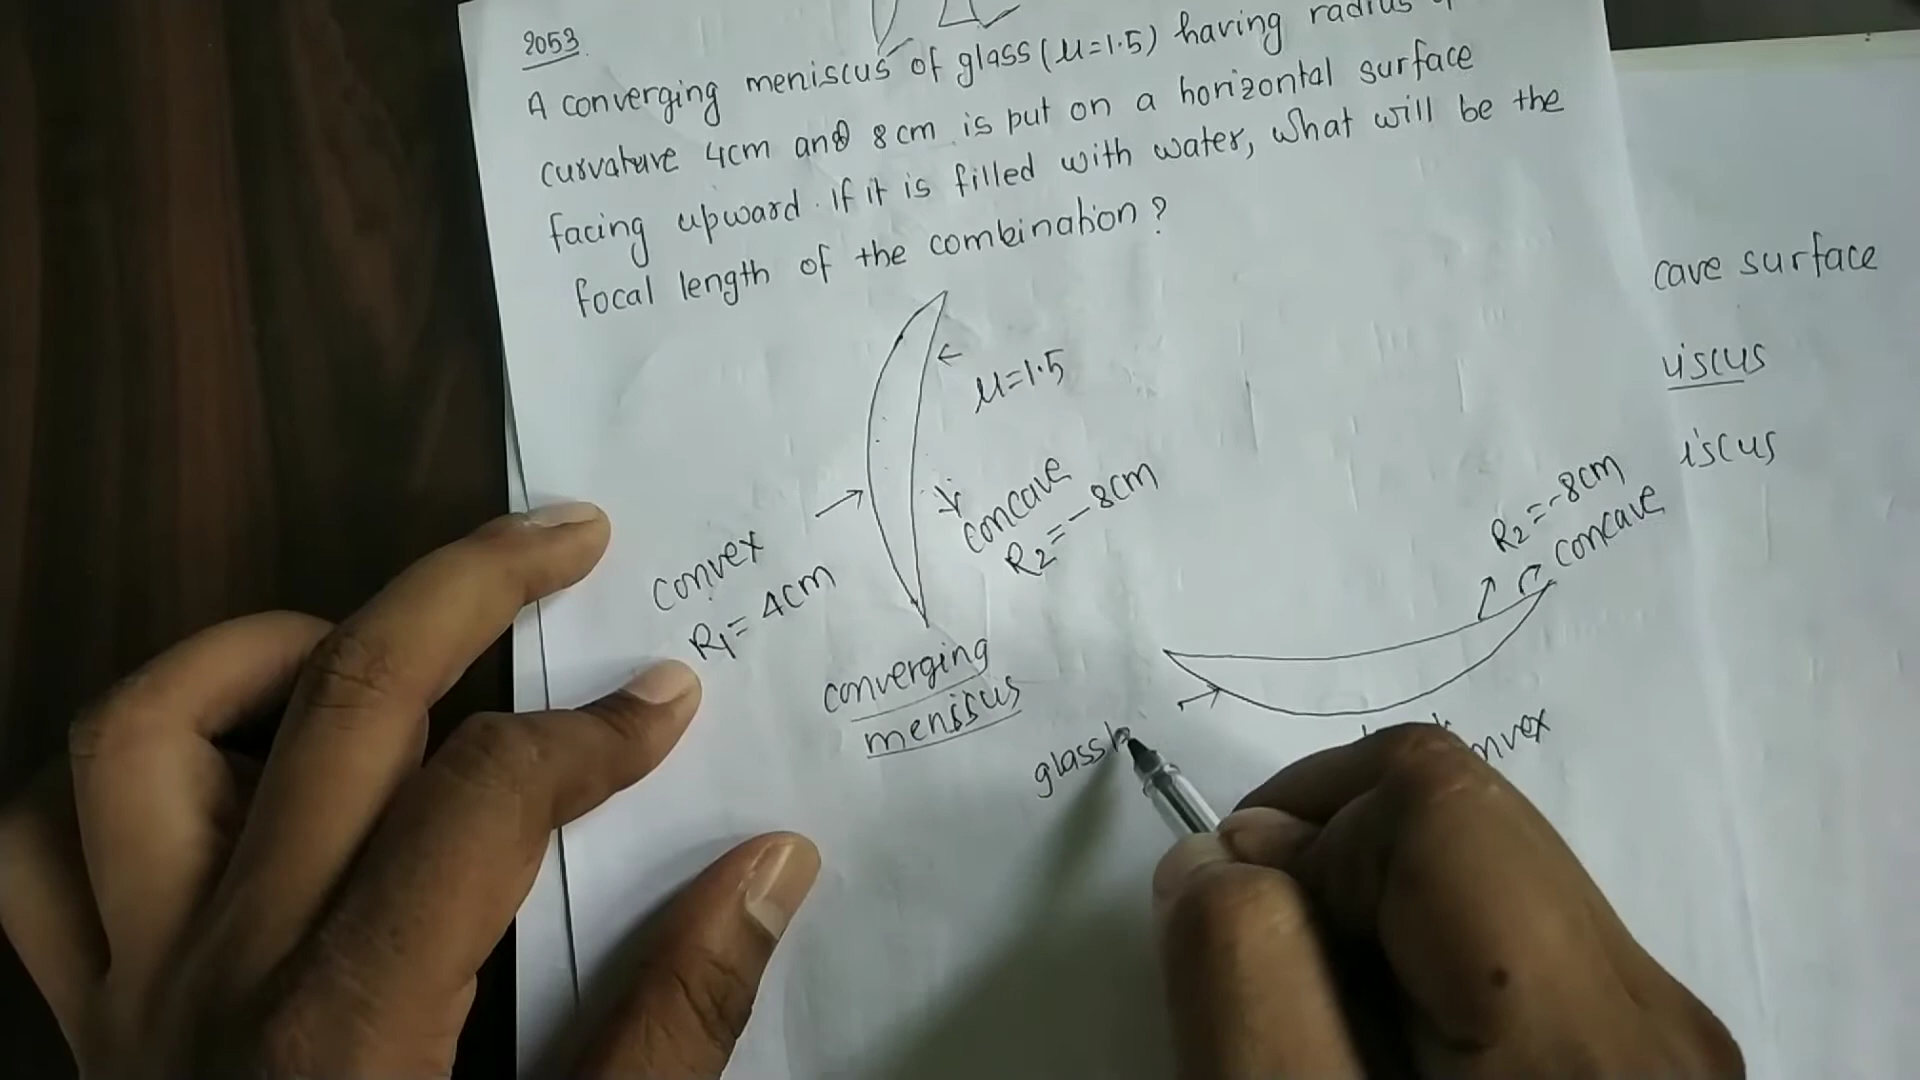 2053
A converging meniscus of glass (μ=1.5) having radius
curvature 4cm and 8cm is put on a horizontal surface
facing upward. if it is filled with water, what will be the
focal length of the combination?
cave surface
μ=1.5
iscus
iscus
concave
R₂=-8cm
R₂=-8cm
concave
convex
R₁=4cm
converging
meniscus
nvex
glass